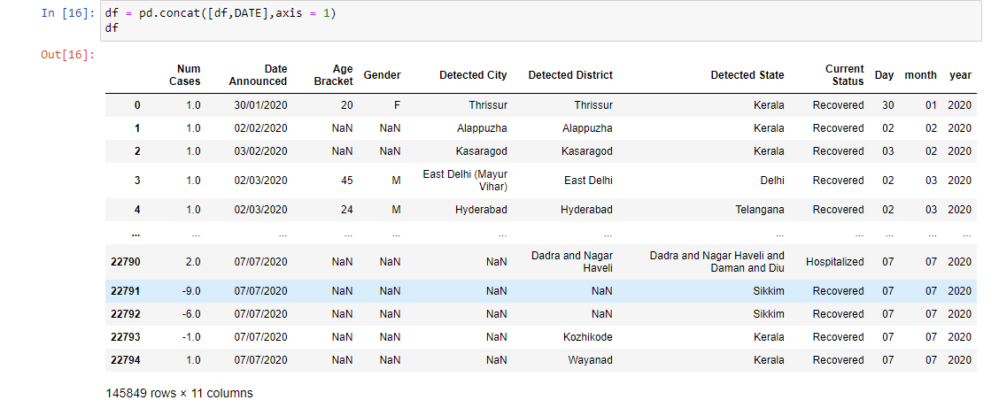 In [16]: df = pd.concat([df,DATE],axis = 1)
df
Out[16]:
Num Cases Date Announced Age Bracket Gender Detected City Detected District Detected State Current Status Day month year
0 1.0 30/01/2020 20 F Thrissur Thrissur Kerala Recovered 30 01 2020
1 1.0 02/02/2020 NaN NaN Alappuzha Alappuzha Kerala Recovered 02 02 2020
2 1.0 03/02/2020 NaN NaN Kasaragod Kasaragod Kerala Recovered 03 02 2020
3 1.0 02/03/2020 45 M East Delhi (Mayur Vihar) East Delhi Delhi Recovered 02 03 2020
4 1.0 02/03/2020 24 M Hyderabad Hyderabad Telangana Recovered 02 03 2020
... ... ... ... ... ... ... ... ... ... ... ...
22790 2.0 07/07/2020 NaN NaN NaN Dadra and Nagar Haveli Dadra and Nagar Haveli and Daman and Diu Hospitalized 07 07 2020
22791 -9.0 07/07/2020 NaN NaN NaN NaN Sikkim Recovered 07 07 2020
22792 -6.0 07/07/2020 NaN NaN NaN NaN Sikkim Recovered 07 07 2020
22793 -1.0 07/07/2020 NaN NaN NaN Kozhikode Kerala Recovered 07 07 2020
22794 1.0 07/07/2020 NaN NaN NaN Wayanad Kerala Recovered 07 07 2020
145849 rows × 11 columns